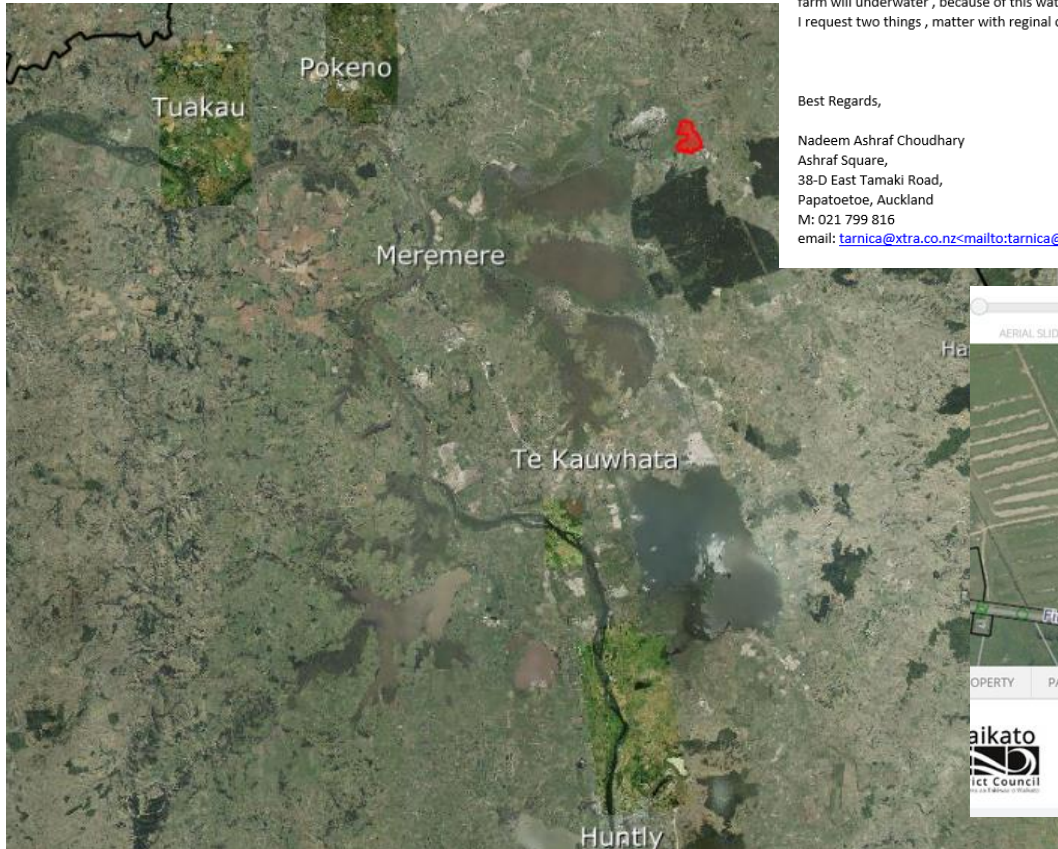 farm will underwater , because of this wat
I request two things , matter with reginal
Best Regards,
Nadeem Ashraf Choudhary
Ashraf Square,
38-D East Tamaki Road,
Papatoetoe, Auckland
M: 021 799 816
email: tarnica@xtra.co.nz<mailto:tarnica@
Pokeno
Tuakau
Meremere
Te Kauwhata
Huntly
Ha
AERIAL SLID
OPERTY PA
aikato
ict Council